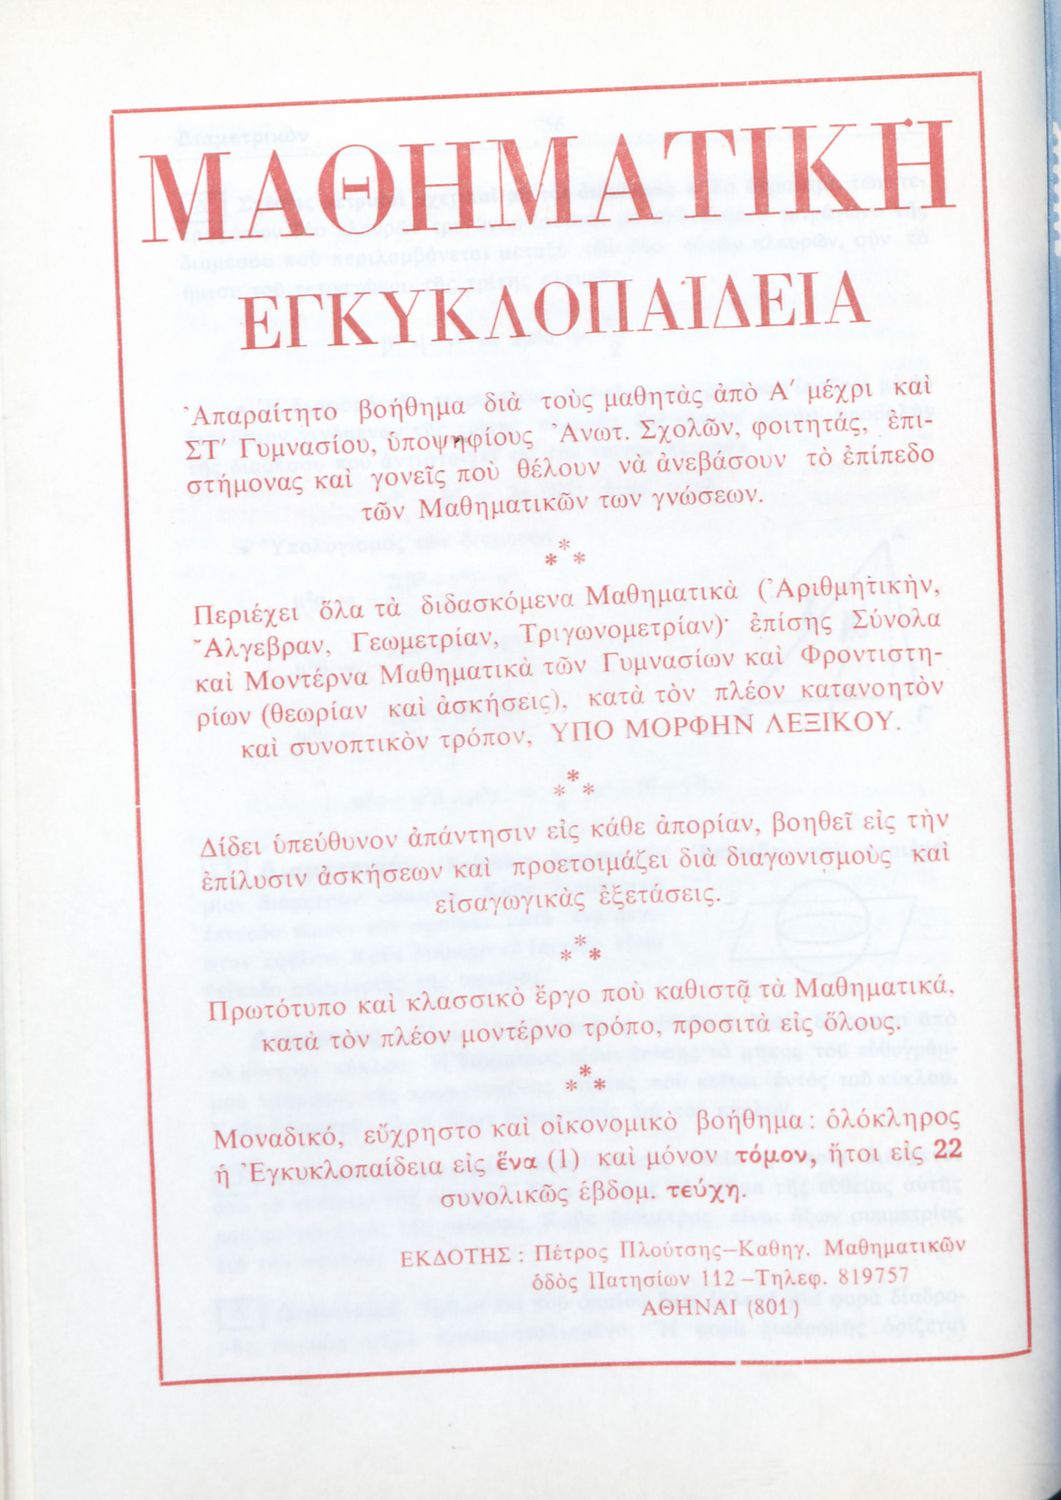 ΜΑΘΗΜΑΤΙΚΗ
ΕΓΚΥΚΛΟΠΑΙΔΕΙΑ
Ἀπαραίτητο βοήθημα διὰ τοὺς μαθητὰς ἀπὸ Α' μέχρι καὶ
ΣΤ' Γυμνασίου, ὑποψηφίους Ἀνωτ. Σχολῶν, φοιτητάς, ἐπι-
στήμονας καὶ γονεῖς ποὺ θέλουν νὰ ἀνεβάσουν τὸ ἐπίπεδο
τῶν Μαθηματικῶν των γνώσεων.
*
* *
Περιέχει ὅλα τὰ διδασκόμενα Μαθηματικὰ (Ἀριθμητικὴν,
Ἄλγεβραν, Γεωμετρίαν, Τριγωνομετρίαν)· ἐπίσης Σύνολα
καὶ Μοντέρνα Μαθηματικὰ τῶν Γυμνασίων καὶ Φροντιστη-
ρίων (θεωρίαν καὶ ἀσκήσεις), κατὰ τὸν πλέον κατανοητὸν
καὶ συνοπτικὸν τρόπον, ΥΠΟ ΜΟΡΦΗΝ ΛΕΞΙΚΟΥ.
*
* *
Δίδει ὑπεύθυνον ἀπάντησιν εἰς κάθε ἀπορίαν, βοηθεῖ εἰς τὴν
ἐπίλυσιν ἀσκήσεων καὶ προετοιμάζει διὰ διαγωνισμοὺς καὶ
εἰσαγωγικὰς ἐξετάσεις.
*
* *
Πρωτότυπο καὶ κλασσικὸ ἔργο ποὺ καθιστᾷ τὰ Μαθηματικά,
κατὰ τὸν πλέον μοντέρνο τρόπο, προσιτὰ εἰς ὅλους.
*
* *
Μοναδικό, εὔχρηστο καὶ οἰκονομικὸ βοήθημα: ὁλόκληρος
ἡ Ἐγκυκλοπαίδεια εἰς ἕνα (1) καὶ μόνον τόμον, ἤτοι εἰς 22
συνολικῶς ἑβδομ. τεύχη.
ΕΚΔΟΤΗΣ : Πέτρος Πλούτσης–Καθηγ. Μαθηματικῶν
ὁδὸς Πατησίων 112 –Τηλεφ. 819757
ΑΘΗΝΑΙ (801)